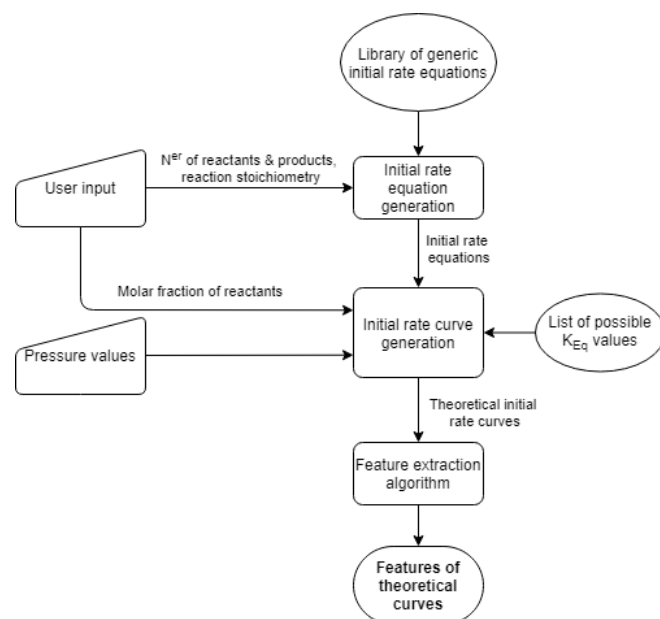 Library of generic
initial rate equations
Nᵉʳ of reactants & products,
reaction stoichiometry
User input
Initial rate
equation
generation
Initial rate
equations
Molar fraction of reactants
Initial rate curve
generation
List of possible
K_Eq values
Pressure values
Theoretical initial
rate curves
Feature extraction
algorithm
Features of
theoretical
curves